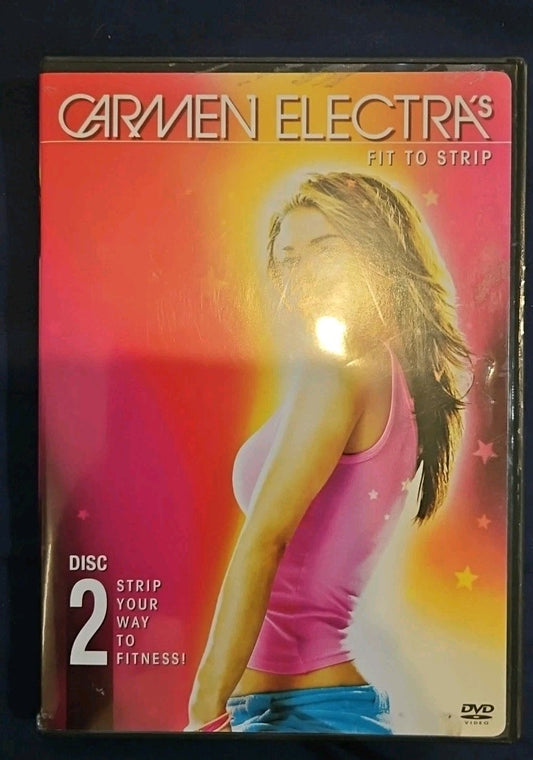 CARMEN ELECTRA'S
FIT TO STRIP
DISC
2
STRIP
YOUR
WAY
TO
FITNESS!
DVD
VIDEO